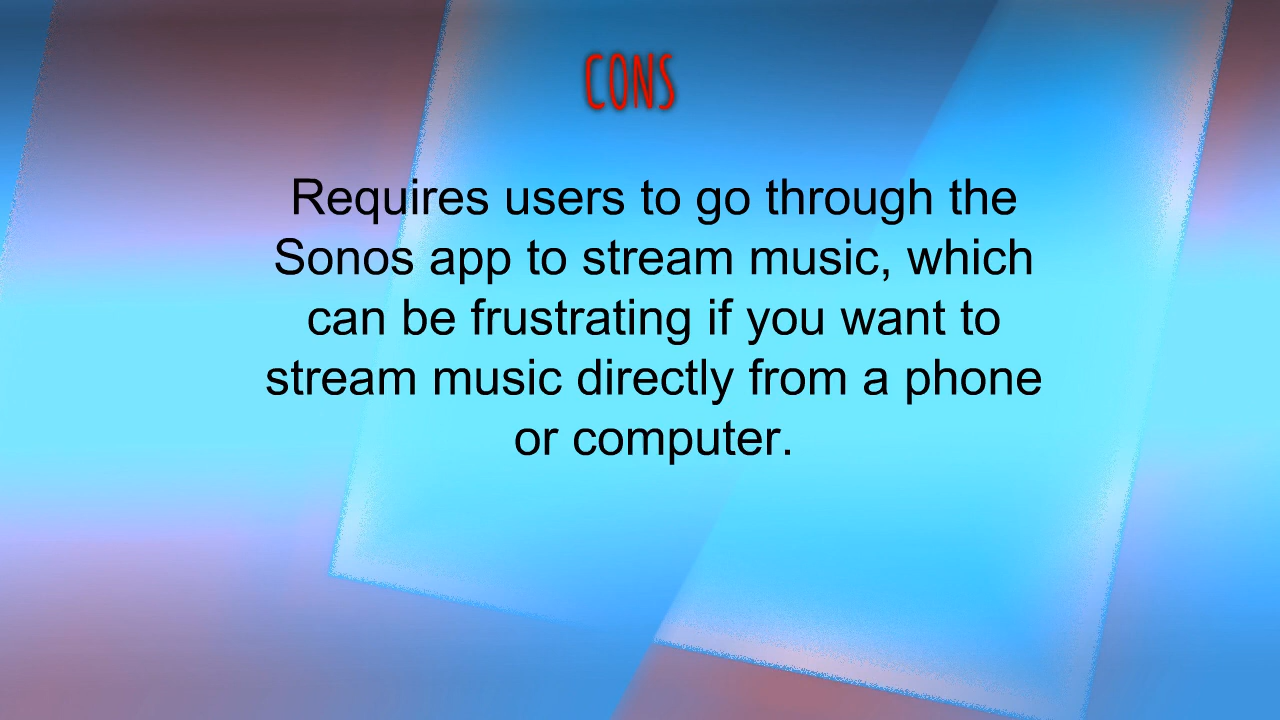 CONS
Requires users to go through the
Sonos app to stream music, which
can be frustrating if you want to
stream music directly from a phone
or computer.